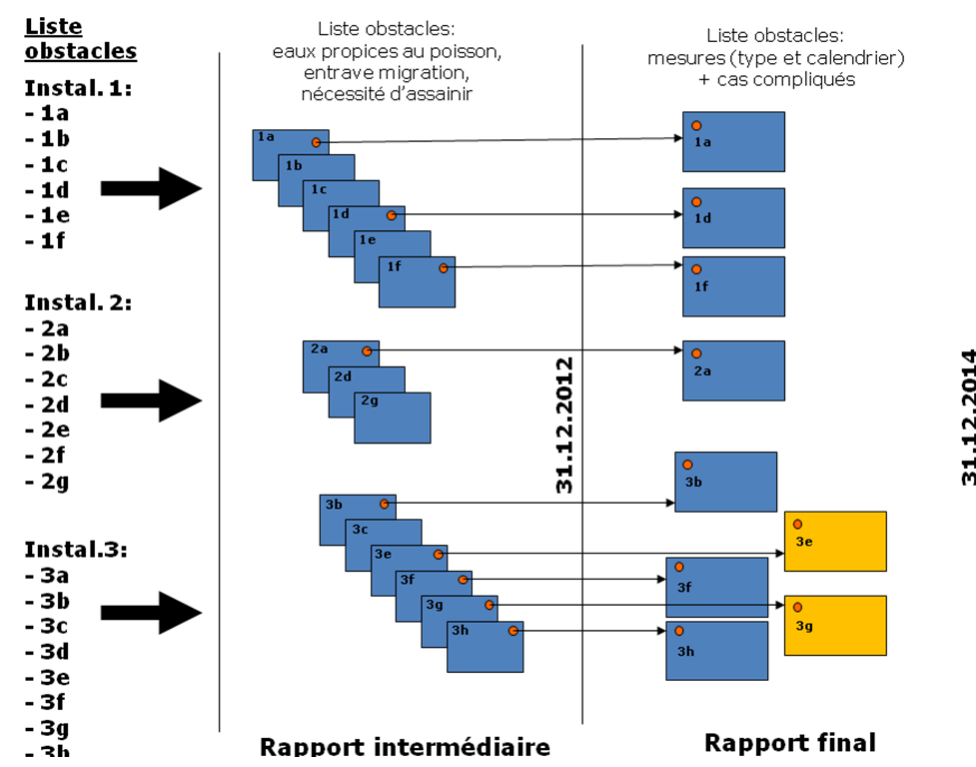 Liste
obstacles
Instal. 1:
- 1a
- 1b
- 1c
- 1d
- 1e
- 1f
Instal. 2:
- 2a
- 2b
- 2c
- 2d
- 2e
- 2f
- 2g
Instal.3:
- 3a
- 3b
- 3c
- 3d
- 3e
- 3f
- 3g
- 3h
Liste obstacles:
eaux propices au poisson,
entrave migration,
nécessité d'assainir
1a
1b
1c
1d
1e
1f
2a
2d
2g
3b
3c
3e
3f
3g
3h
31.12.2012
Rapport intermédiaire
Liste obstacles:
mesures (type et calendrier)
+ cas compliqués
1a
1d
1f
2a
3b
3e
3f
3g
3h
31.12.2014
Rapport final